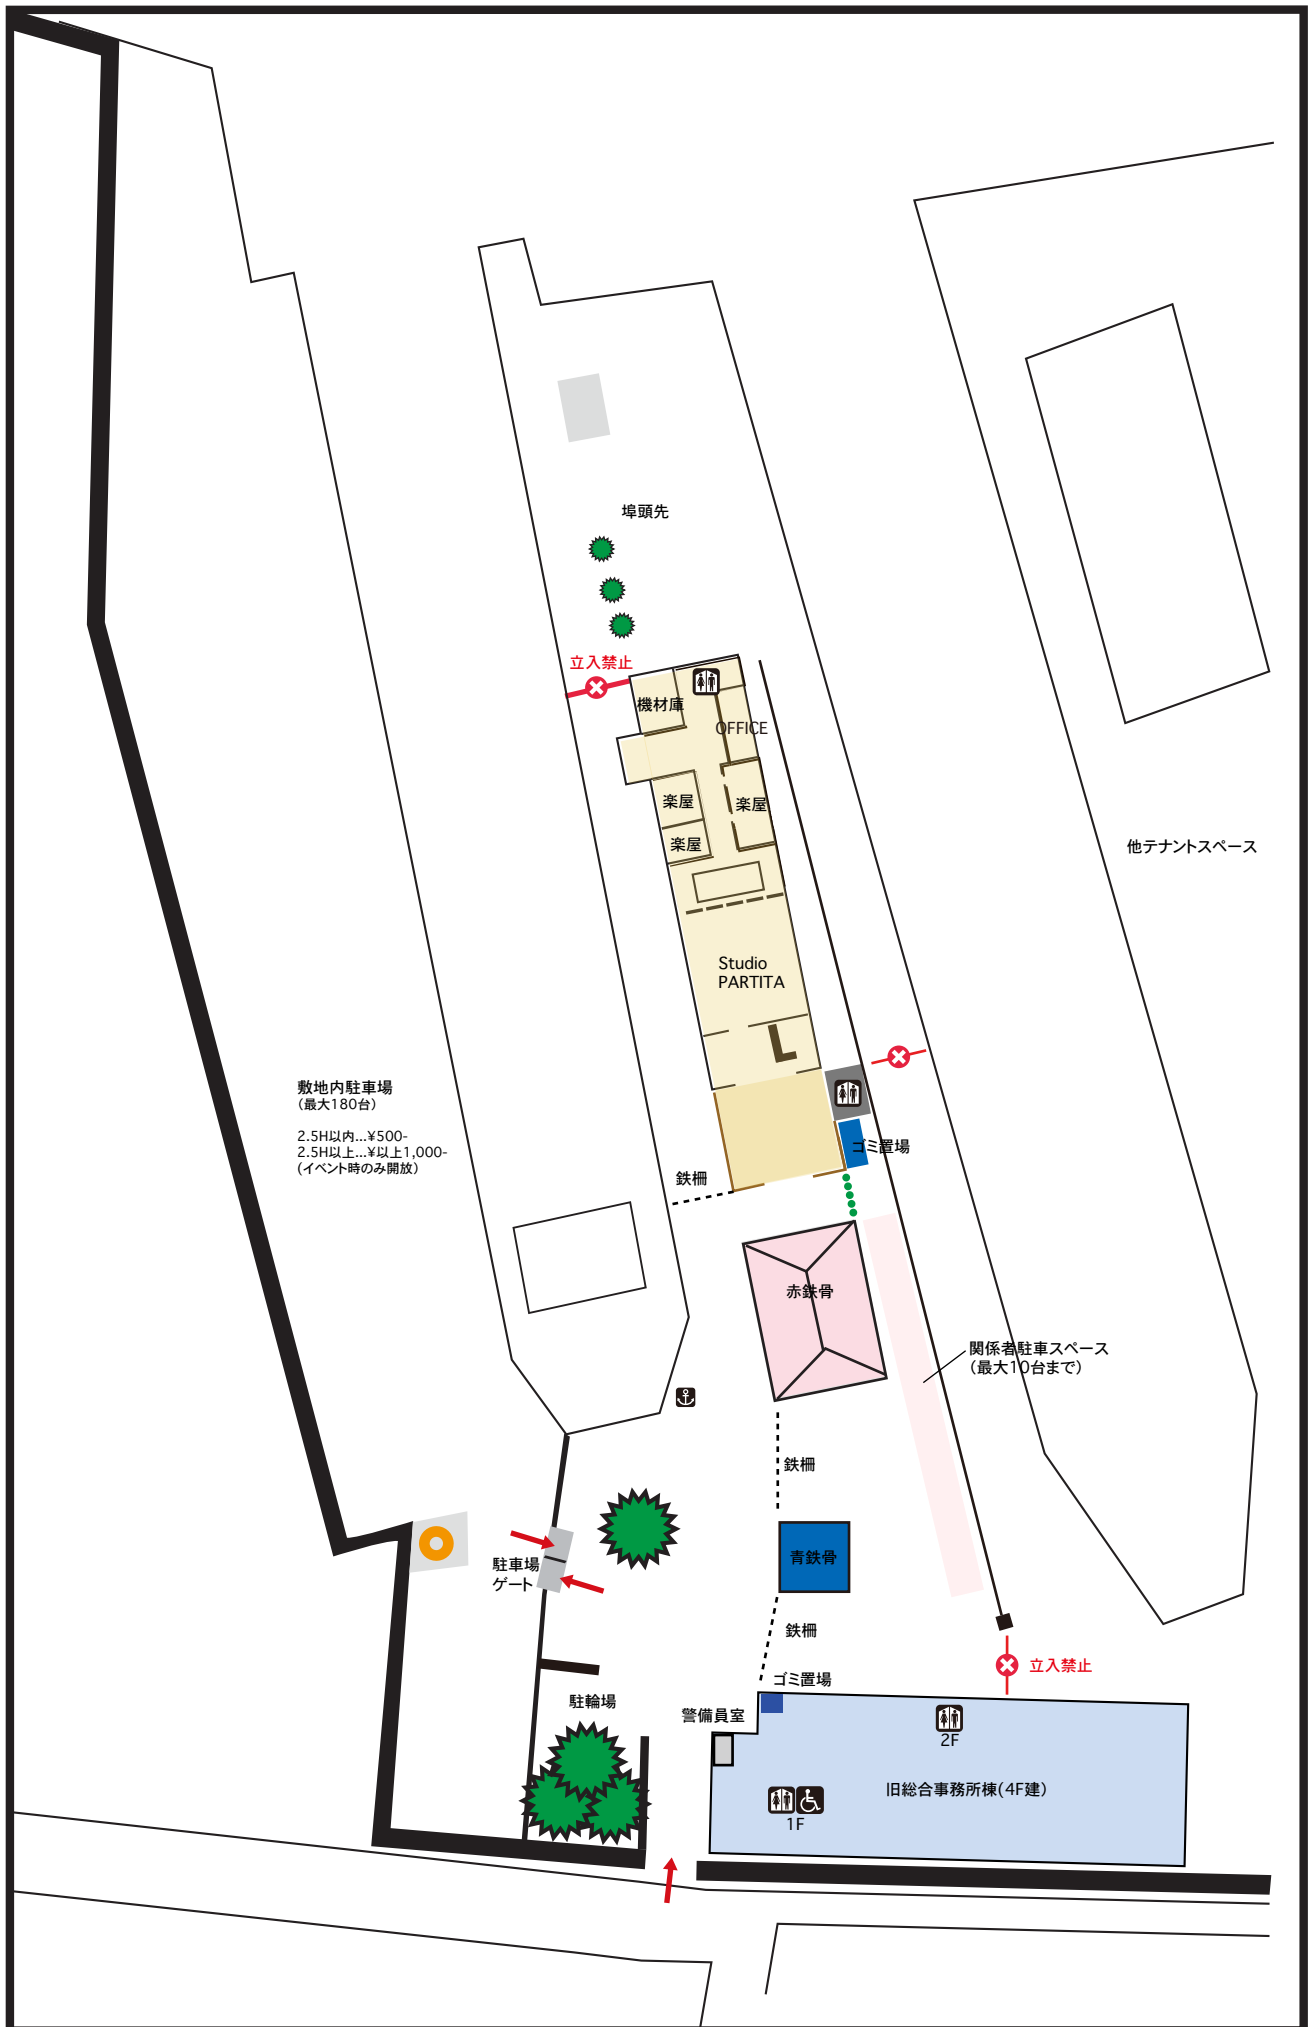 埠頭先
立入禁止
機材庫
OFFICE
楽屋
楽屋
楽屋
他テナントスペース
Studio
PARTITA
敷地内駐車場
(最大180台)
2.5H以内...¥500-
2.5H以上...¥以上1,000-
(イベント時のみ開放)
ゴミ置場
鉄柵
赤鉄骨
関係者駐車スペース
(最大10台まで)
鉄柵
青鉄骨
駐車場
ゲート
鉄柵
立入禁止
ゴミ置場
駐輪場
警備員室
2F
旧総合事務所棟(4F建)
1F